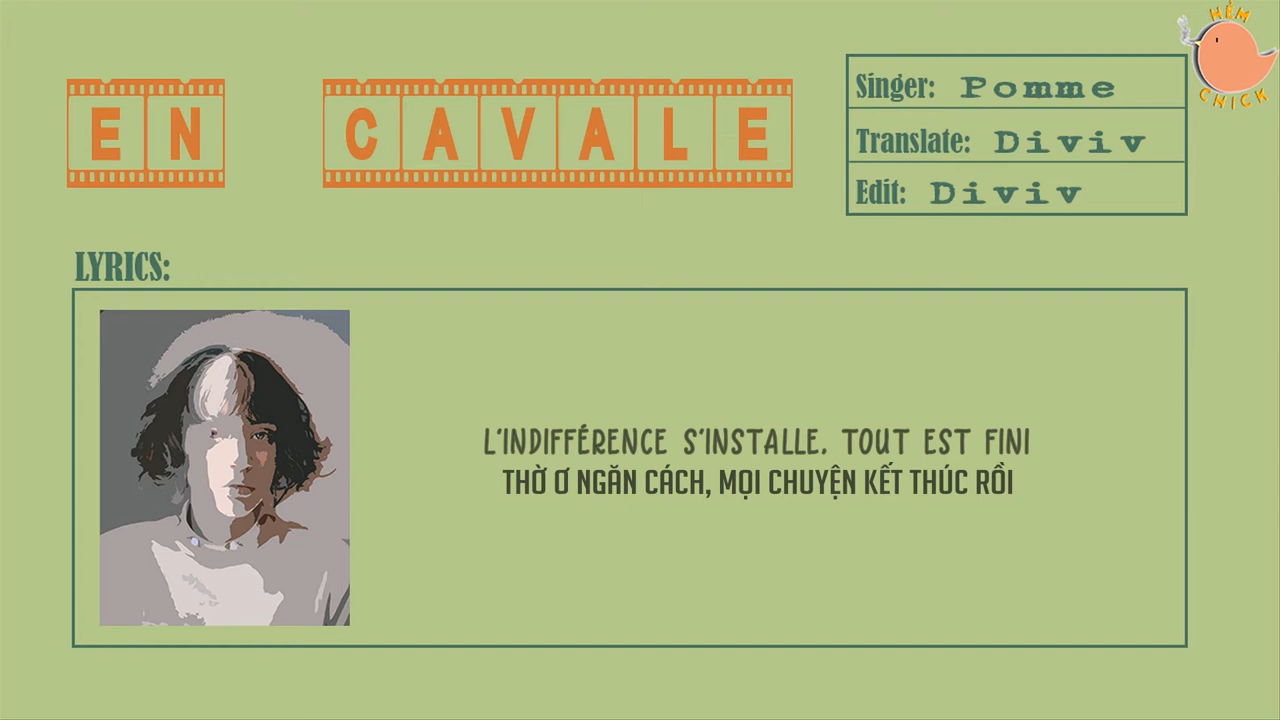 HẺM
CHICK
EN CAVALE
Singer: Pomme
Translate: Diviv
Edit: Diviv
LYRICS:
L'INDIFFÉRENCE S'INSTALLE, TOUT EST FINI
THỜ Ơ NGĂN CÁCH, MỌI CHUYỆN KẾT THÚC RỒI